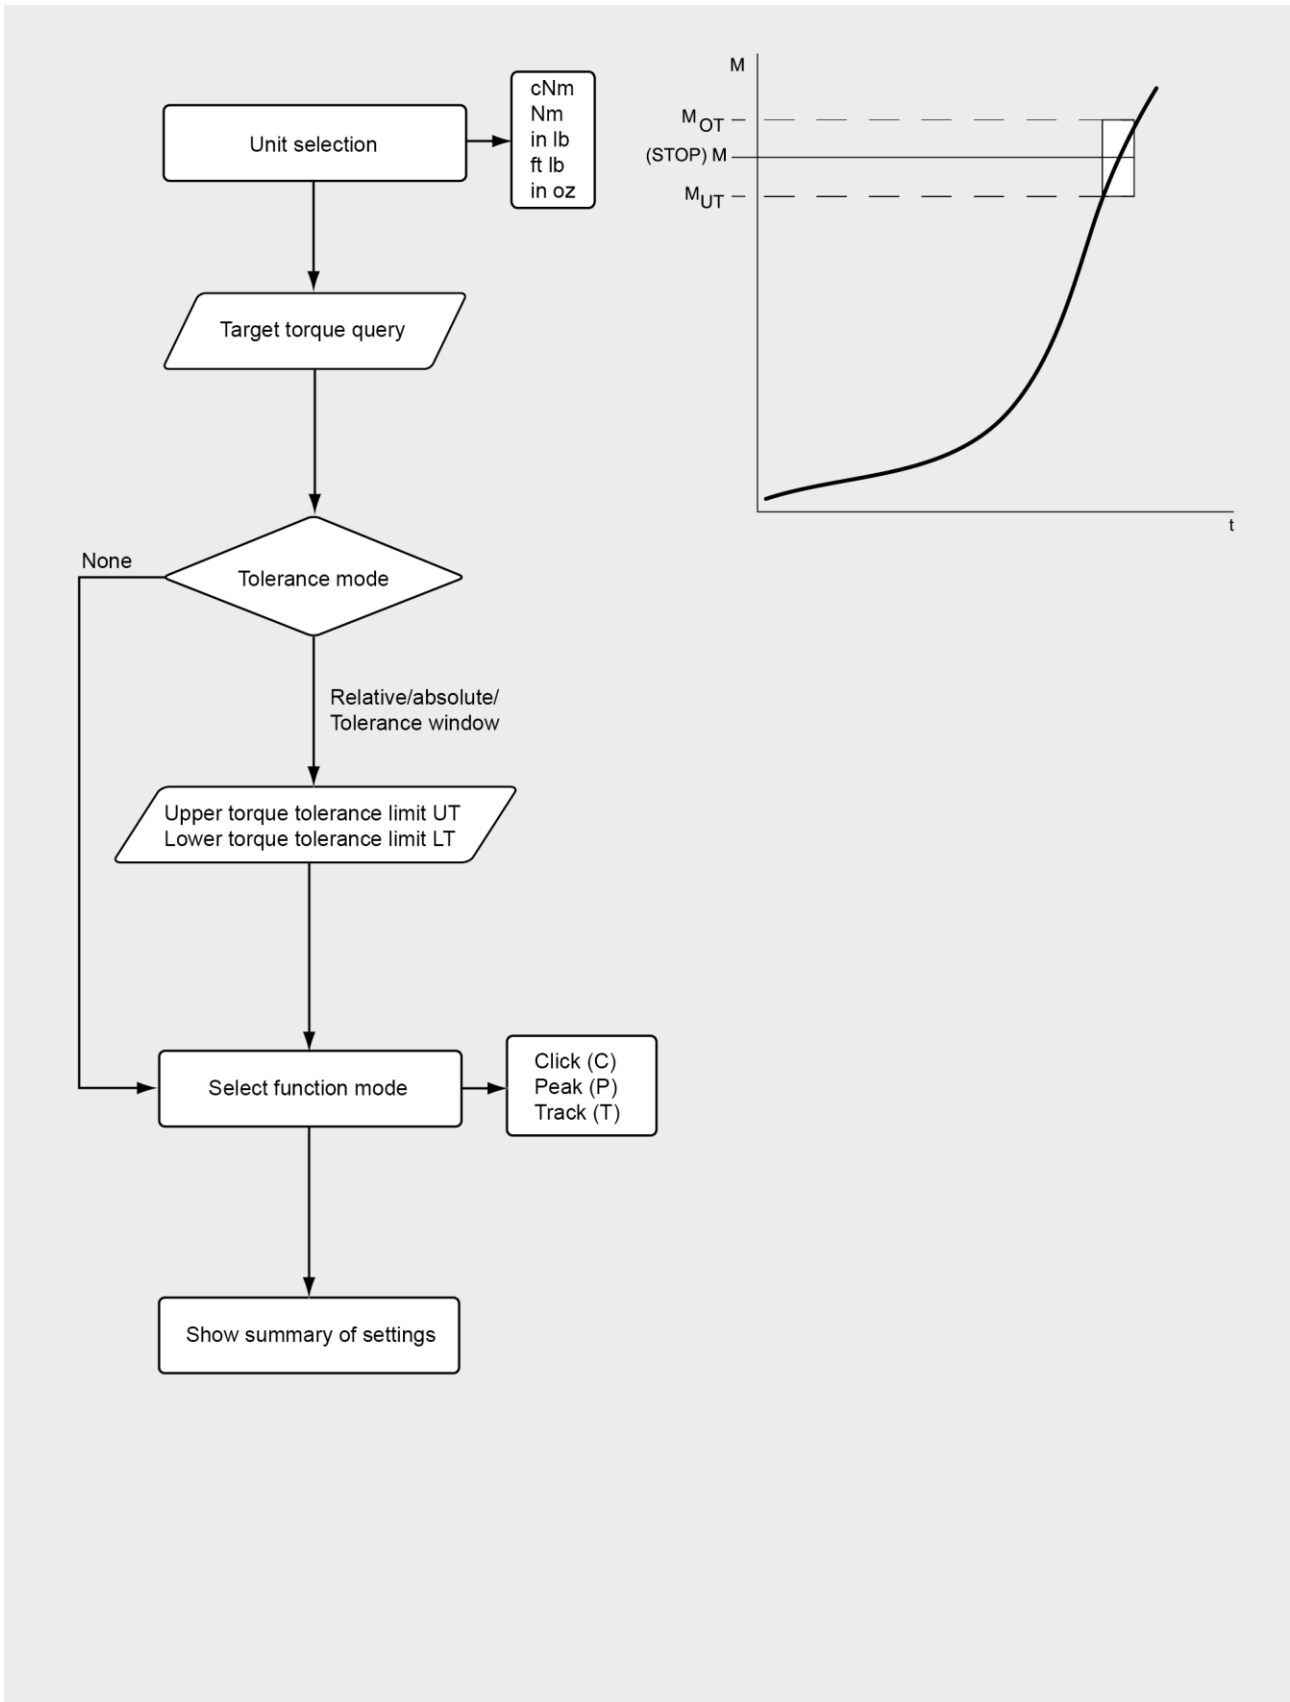 Unit selection
cNm
Nm
in lb
ft lb
in oz
Target torque query
None
Tolerance mode
Relative/absolute/
Tolerance window
Upper torque tolerance limit UT
Lower torque tolerance limit LT
Select function mode
Click (C)
Peak (P)
Track (T)
Show summary of settings
M
MOT
(STOP) M
MUT
t